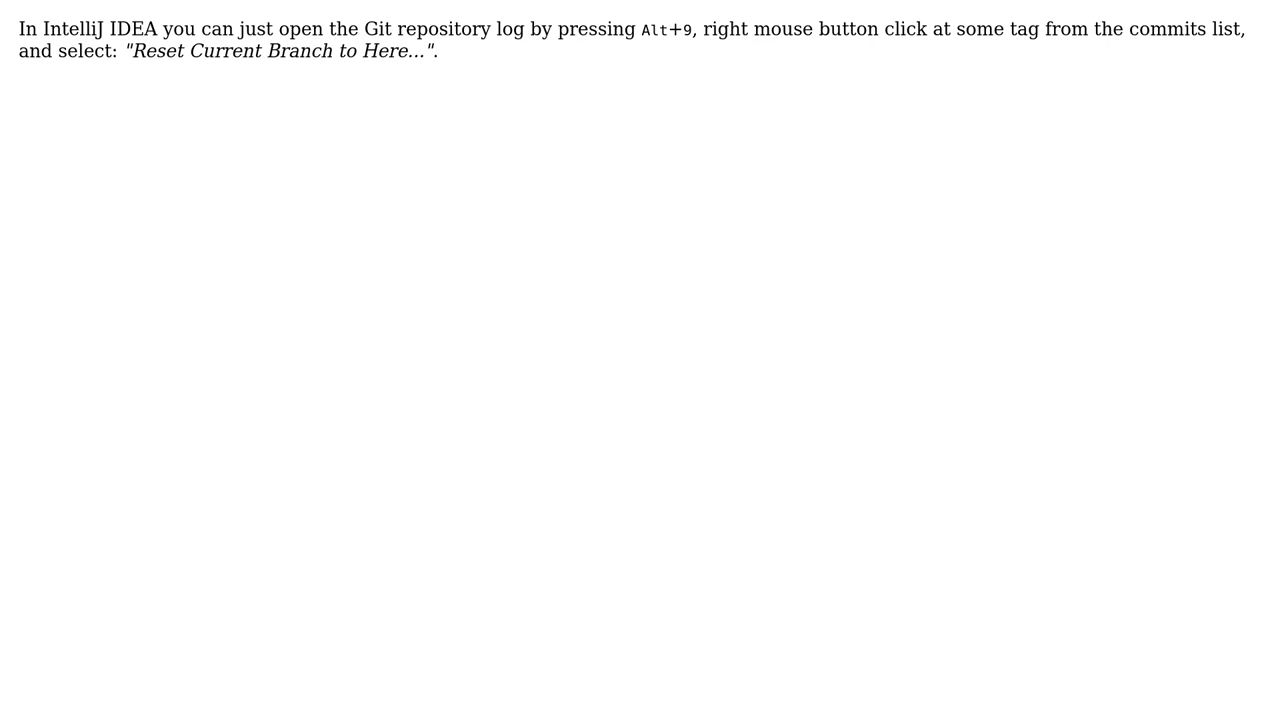 In IntelliJ IDEA you can just open the Git repository log by pressing Alt+9, right mouse button click at some tag from the commits list,
and select: "Reset Current Branch to Here...".